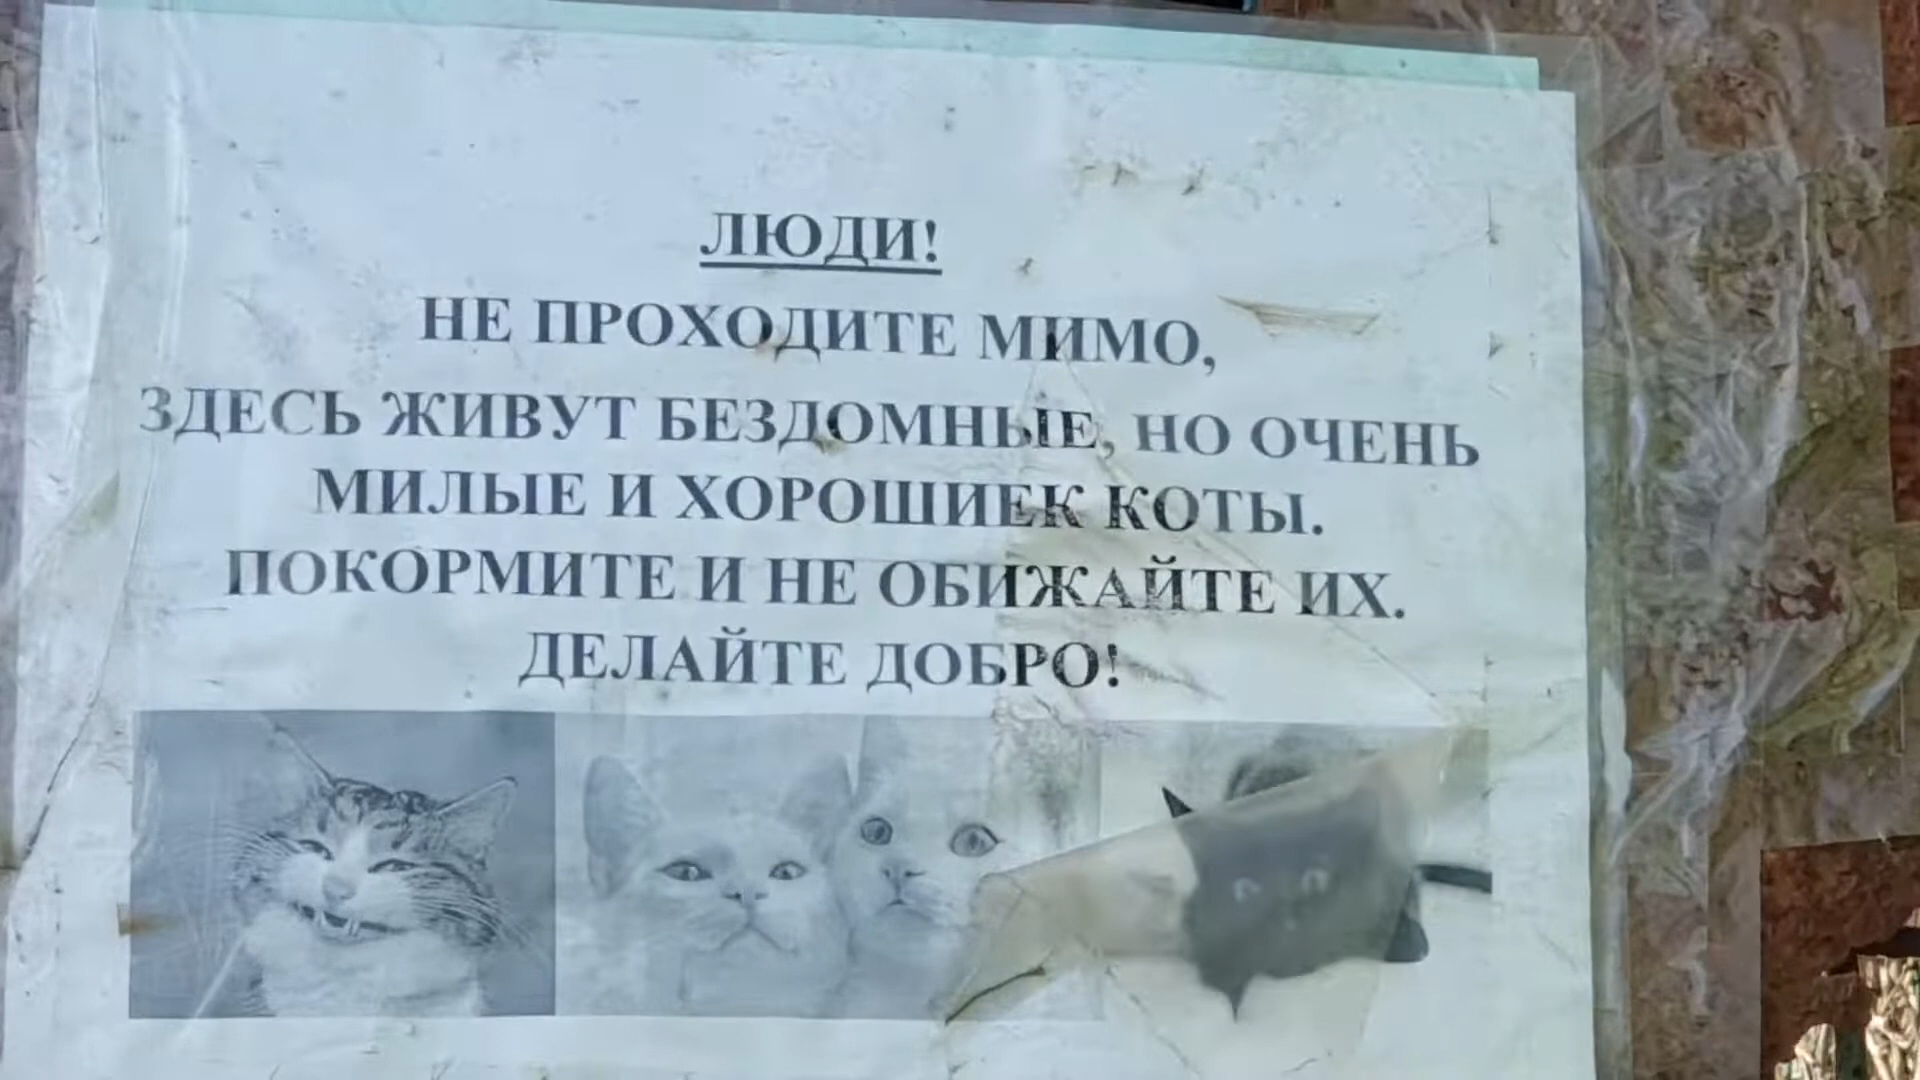 ЛЮДИ!
НЕ ПРОХОДИТЕ МИМО,
ЗДЕСЬ ЖИВУТ БЕЗДОМНЫЕ, НО ОЧЕНЬ
МИЛЫЕ И ХОРОШИЕК КОТЫ.
ПОКОРМИТЕ И НЕ ОБИЖАЙТЕ ИХ.
ДЕЛАЙТЕ ДОБРО!